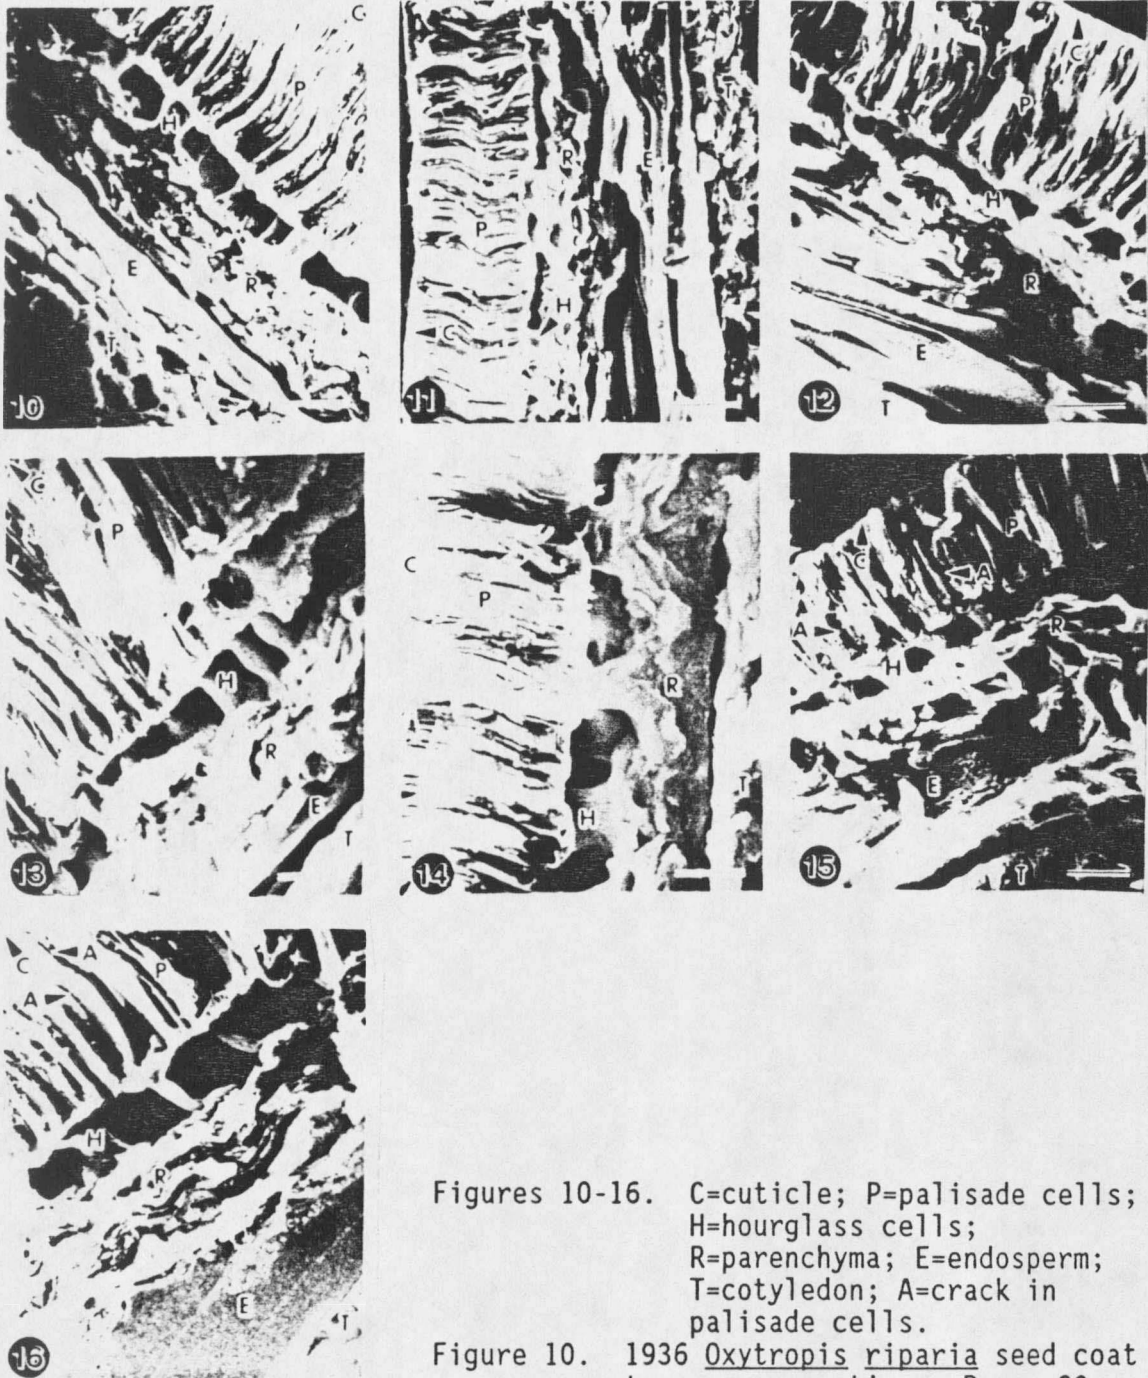 C
P
H
R
E
T
10
T
R
E
P
H
C
11
C
P
H
R
E
T
12
C
P
H
R
E
T
13
C
P
R
T
H
14
P
C
A
A
R
H
E
T
15
C
A
P
A
H
R
E
T
16
Figures 10-16. C=cuticle; P=palisade cells;
H=hourglass cells;
R=parenchyma; E=endosperm;
T=cotyledon; A=crack in
palisade cells.
Figure 10. 1936 Oxytropis riparia seed coat